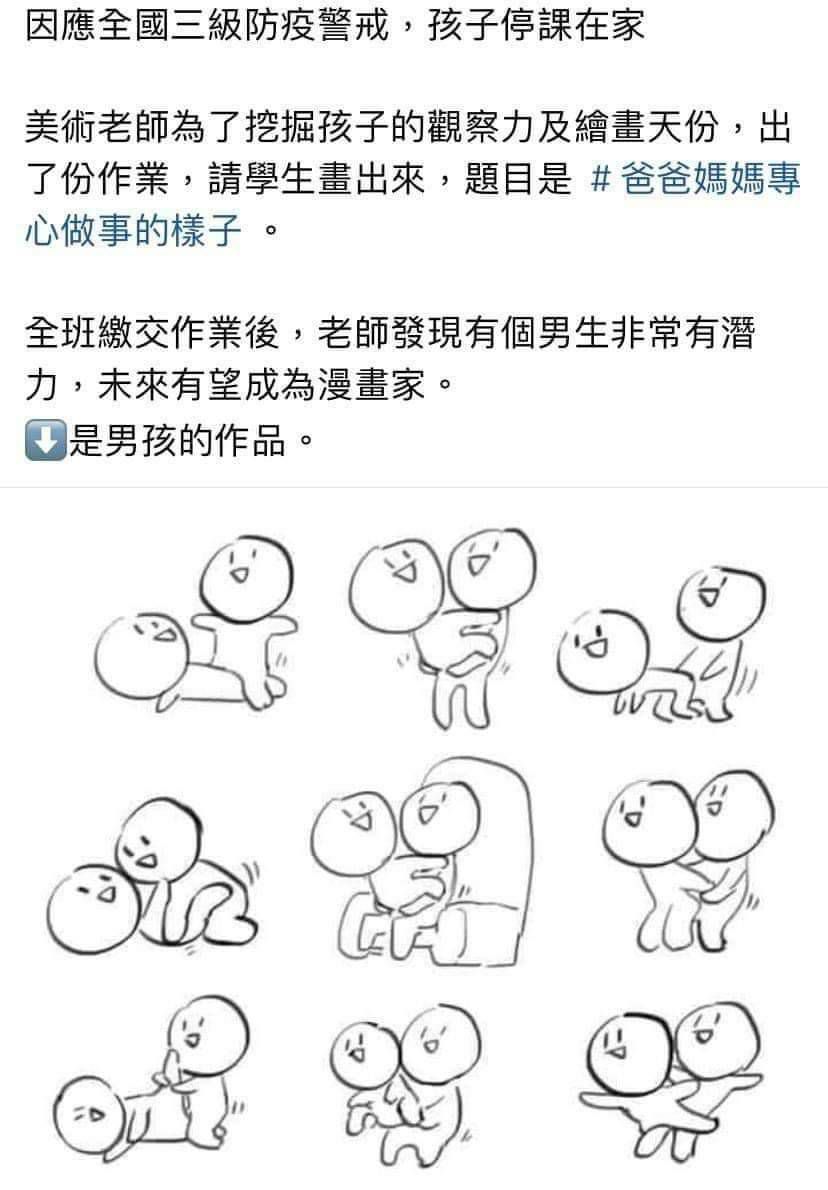 因應全國三級防疫警戒，孩子停課在家
美術老師為了挖掘孩子的觀察力及繪畫天份，出
了份作業，請學生畫出來，題目是 #爸爸媽媽專
心做事的樣子 。
全班繳交作業後，老師發現有個男生非常有潛
力，未來有望成為漫畫家。
⬇️是男孩的作品。